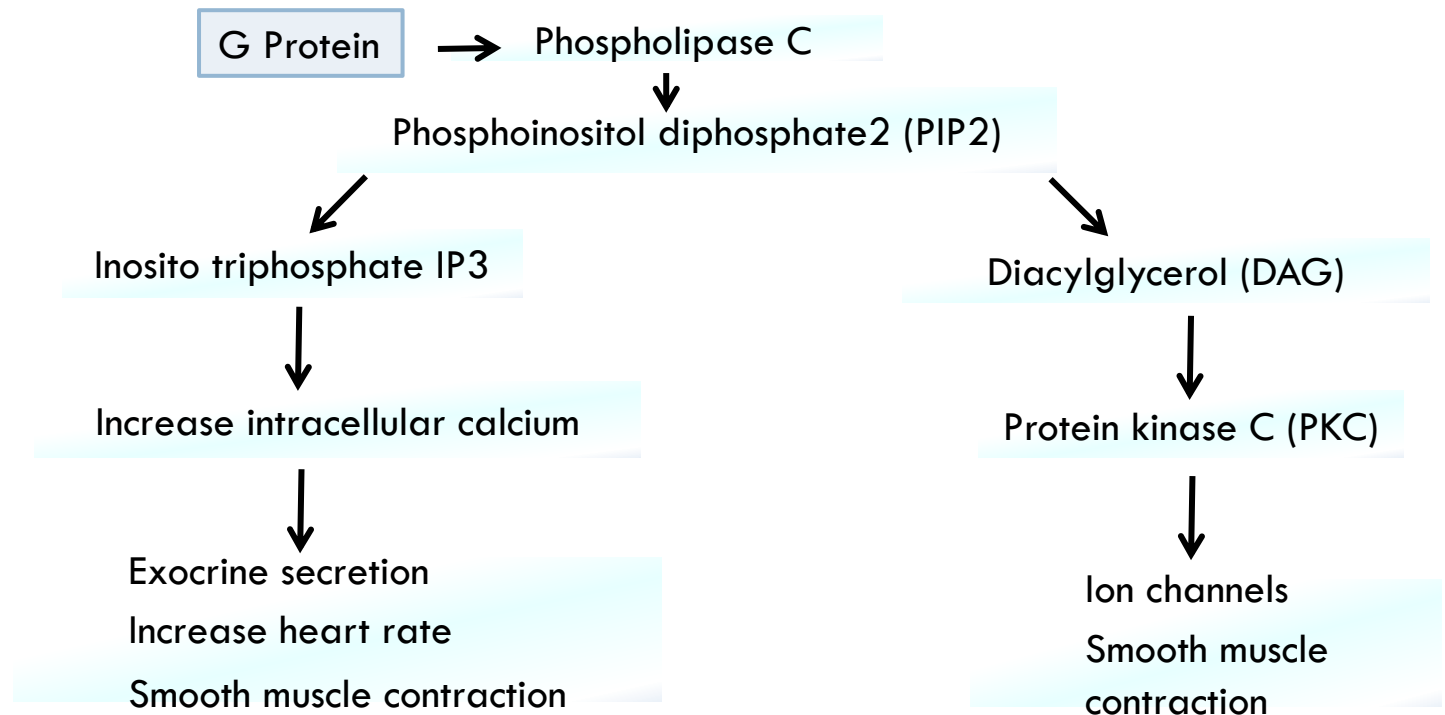 G Protein
Phospholipase C
Phosphoinositol diphosphate2 (PIP2)
Inosito triphosphate IP3
Diacylglycerol (DAG)
Increase intracellular calcium
Protein kinase C (PKC)
Exocrine secretion
Increase heart rate
Smooth muscle contraction
Ion channels
Smooth muscle
contraction